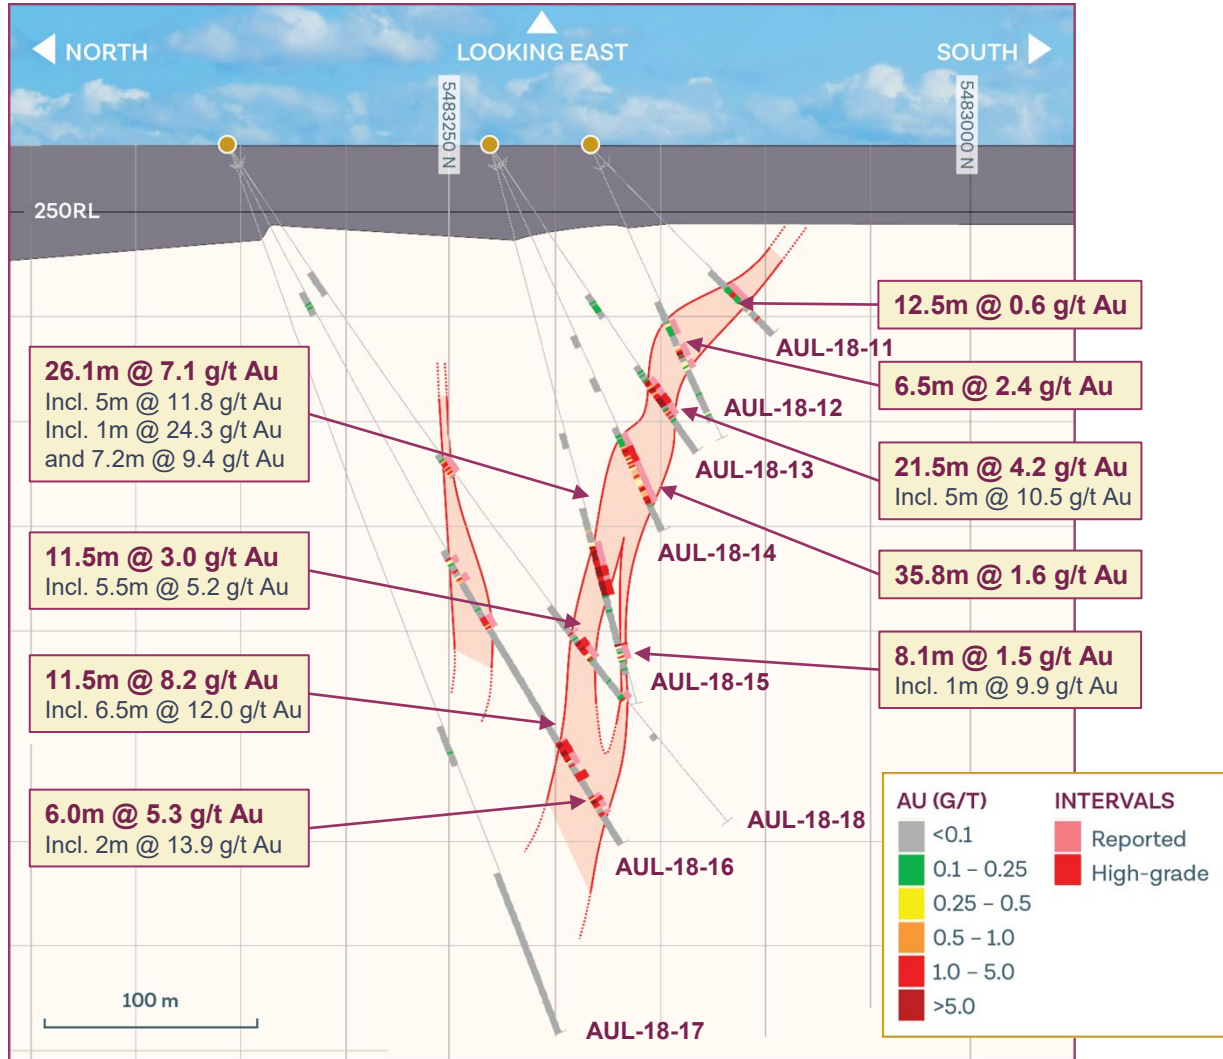 NORTH
LOOKING EAST
SOUTH
5483250 N
5483000 N
250RL
12.5m @ 0.6 g/t Au
AUL-18-11
26.1m @ 7.1 g/t Au
Incl. 5m @ 11.8 g/t Au
Incl. 1m @ 24.3 g/t Au
and 7.2m @ 9.4 g/t Au
6.5m @ 2.4 g/t Au
AUL-18-12
AUL-18-13
21.5m @ 4.2 g/t Au
Incl. 5m @ 10.5 g/t Au
AUL-18-14
11.5m @ 3.0 g/t Au
Incl. 5.5m @ 5.2 g/t Au
35.8m @ 1.6 g/t Au
8.1m @ 1.5 g/t Au
Incl. 1m @ 9.9 g/t Au
AUL-18-15
11.5m @ 8.2 g/t Au
Incl. 6.5m @ 12.0 g/t Au
6.0m @ 5.3 g/t Au
Incl. 2m @ 13.9 g/t Au
AUL-18-18
AUL-18-16
AUL-18-17
100 m
AU (G/T)
<0.1
0.1 – 0.25
0.25 – 0.5
0.5 – 1.0
1.0 – 5.0
>5.0
INTERVALS
Reported
High-grade